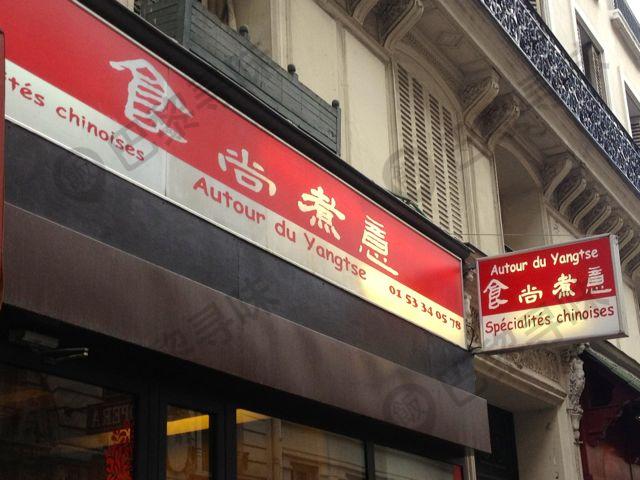 食尚煮意
tés chinoises
Autour du Yangtse
01 53 34 05 78
Autour du Yangtse
食尚煮意
Spécialités chinoises